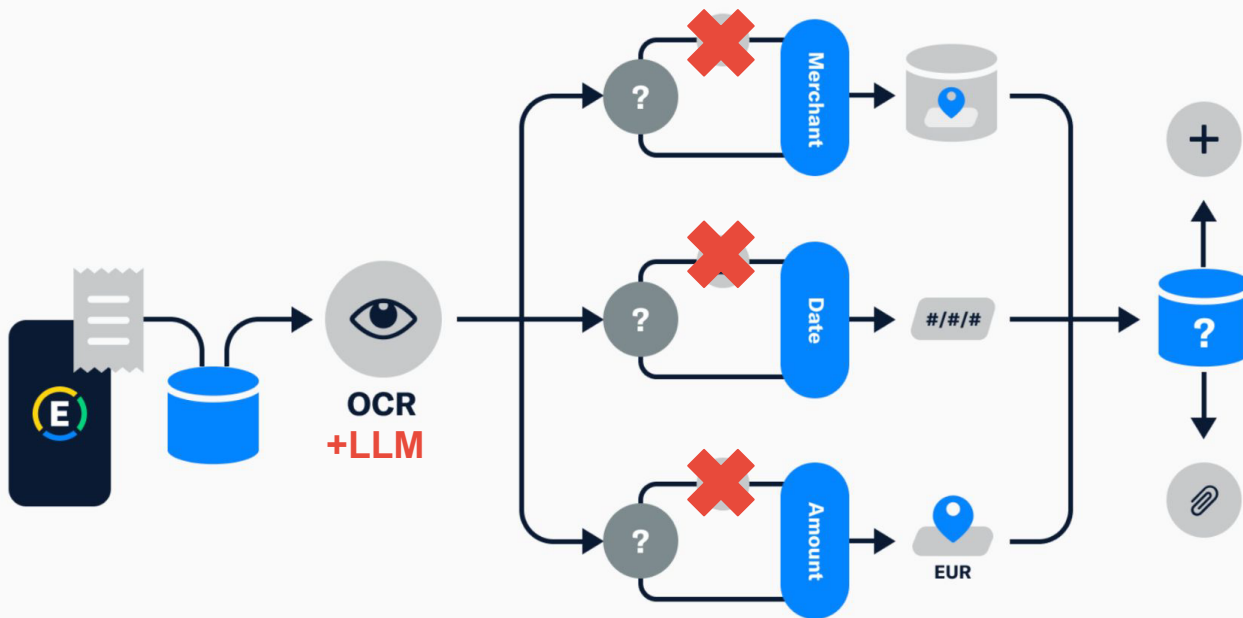 E
OCR
+LLM
?
Merchant
?
Date
#/#/#
?
Amount
EUR
+
?